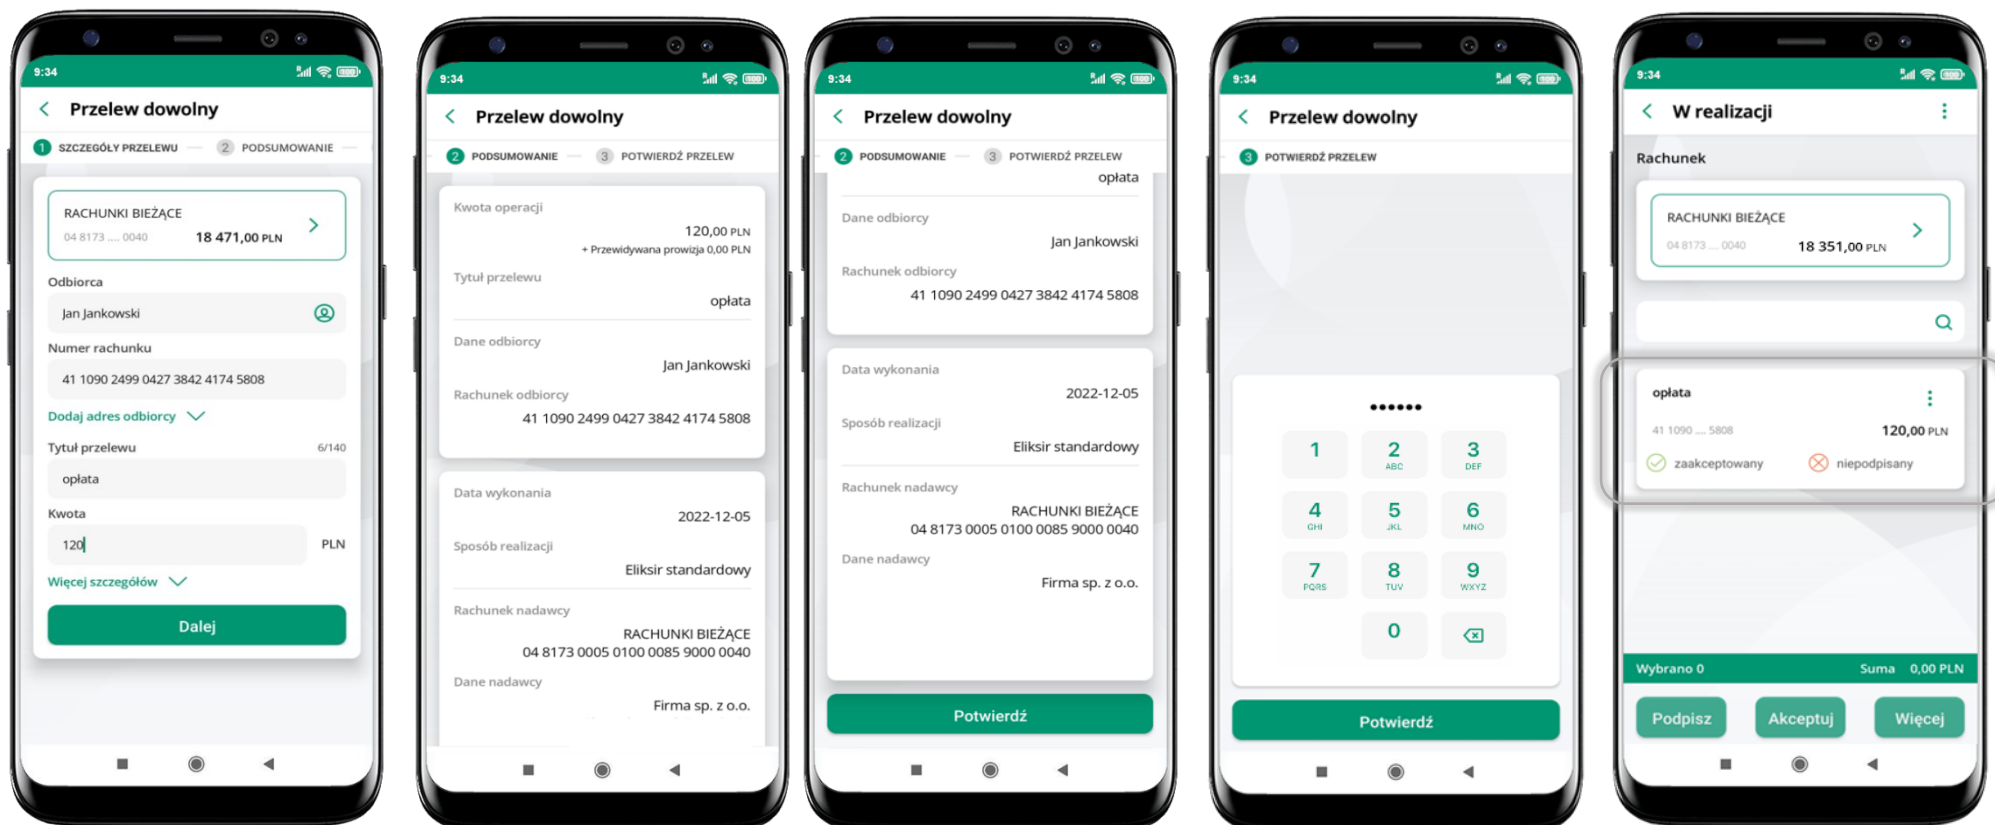 9:34
Przelew dowolny
1 SZCZEGÓŁY PRZELEWU 2 PODSUMOWANIE
RACHUNKI BIEŻĄCE
04 8173 .... 0040 18 471,00 PLN
Odbiorca
Jan Jankowski
Numer rachunku
41 1090 2499 0427 3842 4174 5808
Dodaj adres odbiorcy
Tytuł przelewu 6/140
opłata
Kwota
120 PLN
Więcej szczegółów
Dalej
9:34
Przelew dowolny
2 PODSUMOWANIE 3 POTWIERDŹ PRZELEW
Kwota operacji
120,00 PLN
+ Przewidywana prowizja 0,00 PLN
Tytuł przelewu
opłata
Dane odbiorcy
Jan Jankowski
Rachunek odbiorcy
41 1090 2499 0427 3842 4174 5808
Data wykonania
2022-12-05
Sposób realizacji
Eliksir standardowy
Rachunek nadawcy
RACHUNKI BIEŻĄCE
04 8173 0005 0100 0085 9000 0040
Dane nadawcy
Firma sp. z o.o.
9:34
Przelew dowolny
2 PODSUMOWANIE 3 POTWIERDŹ PRZELEW
opłata
Dane odbiorcy
Jan Jankowski
Rachunek odbiorcy
41 1090 2499 0427 3842 4174 5808
Data wykonania
2022-12-05
Sposób realizacji
Eliksir standardowy
Rachunek nadawcy
RACHUNKI BIEŻĄCE
04 8173 0005 0100 0085 9000 0040
Dane nadawcy
Firma sp. z o.o.
Potwierdź
9:34
Przelew dowolny
3 POTWIERDŹ PRZELEW
••••••
1 2 3
ABC DEF
4 5 6
GHI JKL MNO
7 8 9
PQRS TUV WXYZ
0
Potwierdź
9:34
W realizacji
Rachunek
RACHUNKI BIEŻĄCE
04 8173 .... 0040 18 351,00 PLN
opłata
41 1090 .... 5808 120,00 PLN
zaakceptowany niepodpisany
Wybrano 0 Suma 0,00 PLN
Podpisz Akceptuj Więcej